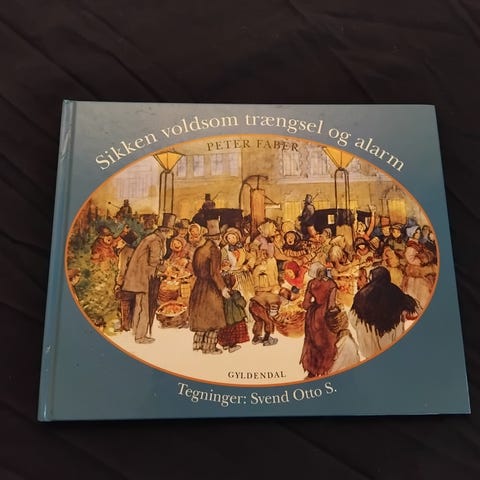 Sikken voldsom trængsel og alarm
PETER FABER
GYLDENDAL
Tegninger: Svend Otto S.